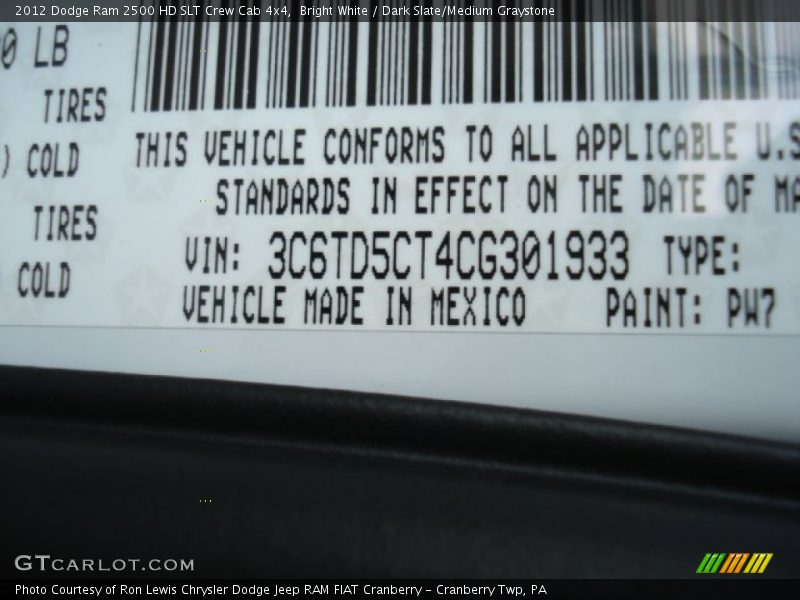 2012 Dodge Ram 2500 HD SLT Crew Cab 4x4, Bright White / Dark Slate/Medium Graystone
0 LB
TIRES
) COLD
TIRES
COLD
THIS VEHICLE CONFORMS TO ALL APPLICABLE U.S
STANDARDS IN EFFECT ON THE DATE OF MA
VIN: 3C6TD5CT4CG301933 TYPE:
VEHICLE MADE IN MEXICO PAINT: PW7
GTCARLOT.COM
Photo Courtesy of Ron Lewis Chrysler Dodge Jeep RAM FIAT Cranberry - Cranberry Twp, PA